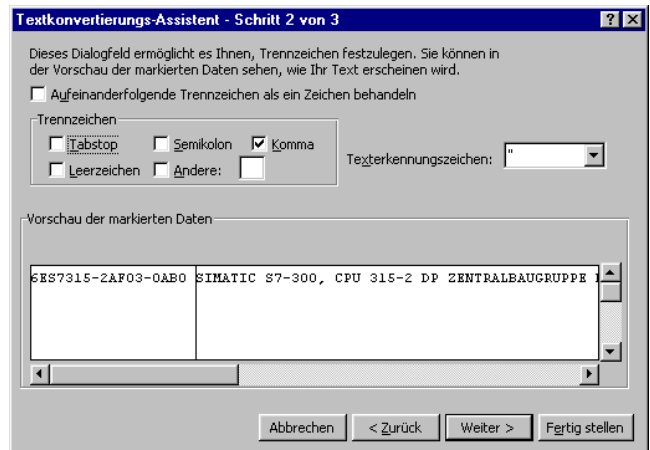 Textkonvertierungs-Assistent - Schritt 2 von 3
Dieses Dialogfeld ermöglicht es Ihnen, Trennzeichen festzulegen. Sie können in
der Vorschau der markierten Daten sehen, wie Ihr Text erscheinen wird.
Aufeinanderfolgende Trennzeichen als ein Zeichen behandeln
Trennzeichen
Tabstop Semikolon Komma
Leerzeichen Andere:
Texterkennungszeichen: "
Vorschau der markierten Daten
6ES7315-2AF03-0AB0 SIMATIC S7-300, CPU 315-2 DP ZENTRALBAUGRUPPE
Abbrechen < Zurück Weiter > Fertig stellen